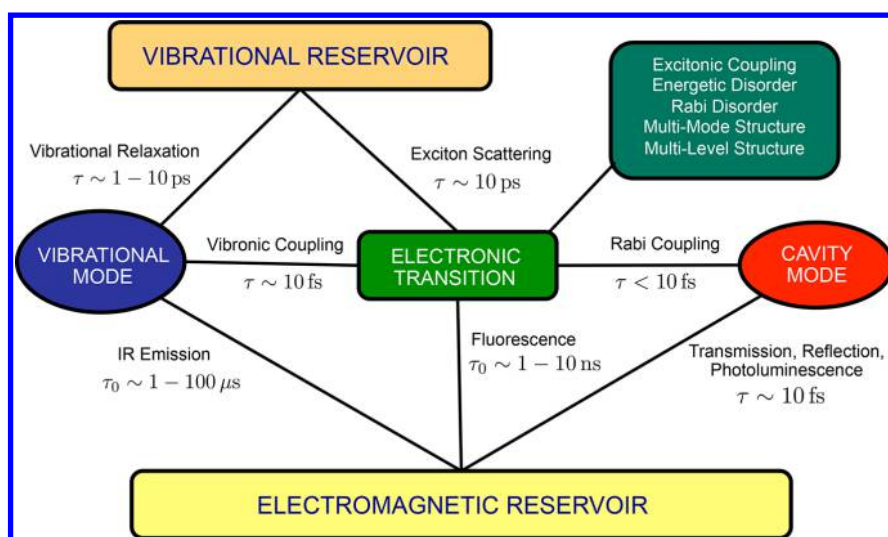 VIBRATIONAL RESERVOIR
Excitonic Coupling
Energetic Disorder
Rabi Disorder
Multi-Mode Structure
Multi-Level Structure
Vibrational Relaxation
τ ∼ 1 − 10 ps
Exciton Scattering
τ ∼ 10 ps
VIBRATIONAL
MODE
Vibronic Coupling
τ ∼ 10 fs
ELECTRONIC
TRANSITION
Rabi Coupling
τ < 10 fs
CAVITY
MODE
IR Emission
τ₀ ∼ 1 − 100 μs
Fluorescence
τ₀ ∼ 1 − 10 ns
Transmission, Reflection,
Photoluminescence
τ ∼ 10 fs
ELECTROMAGNETIC RESERVOIR